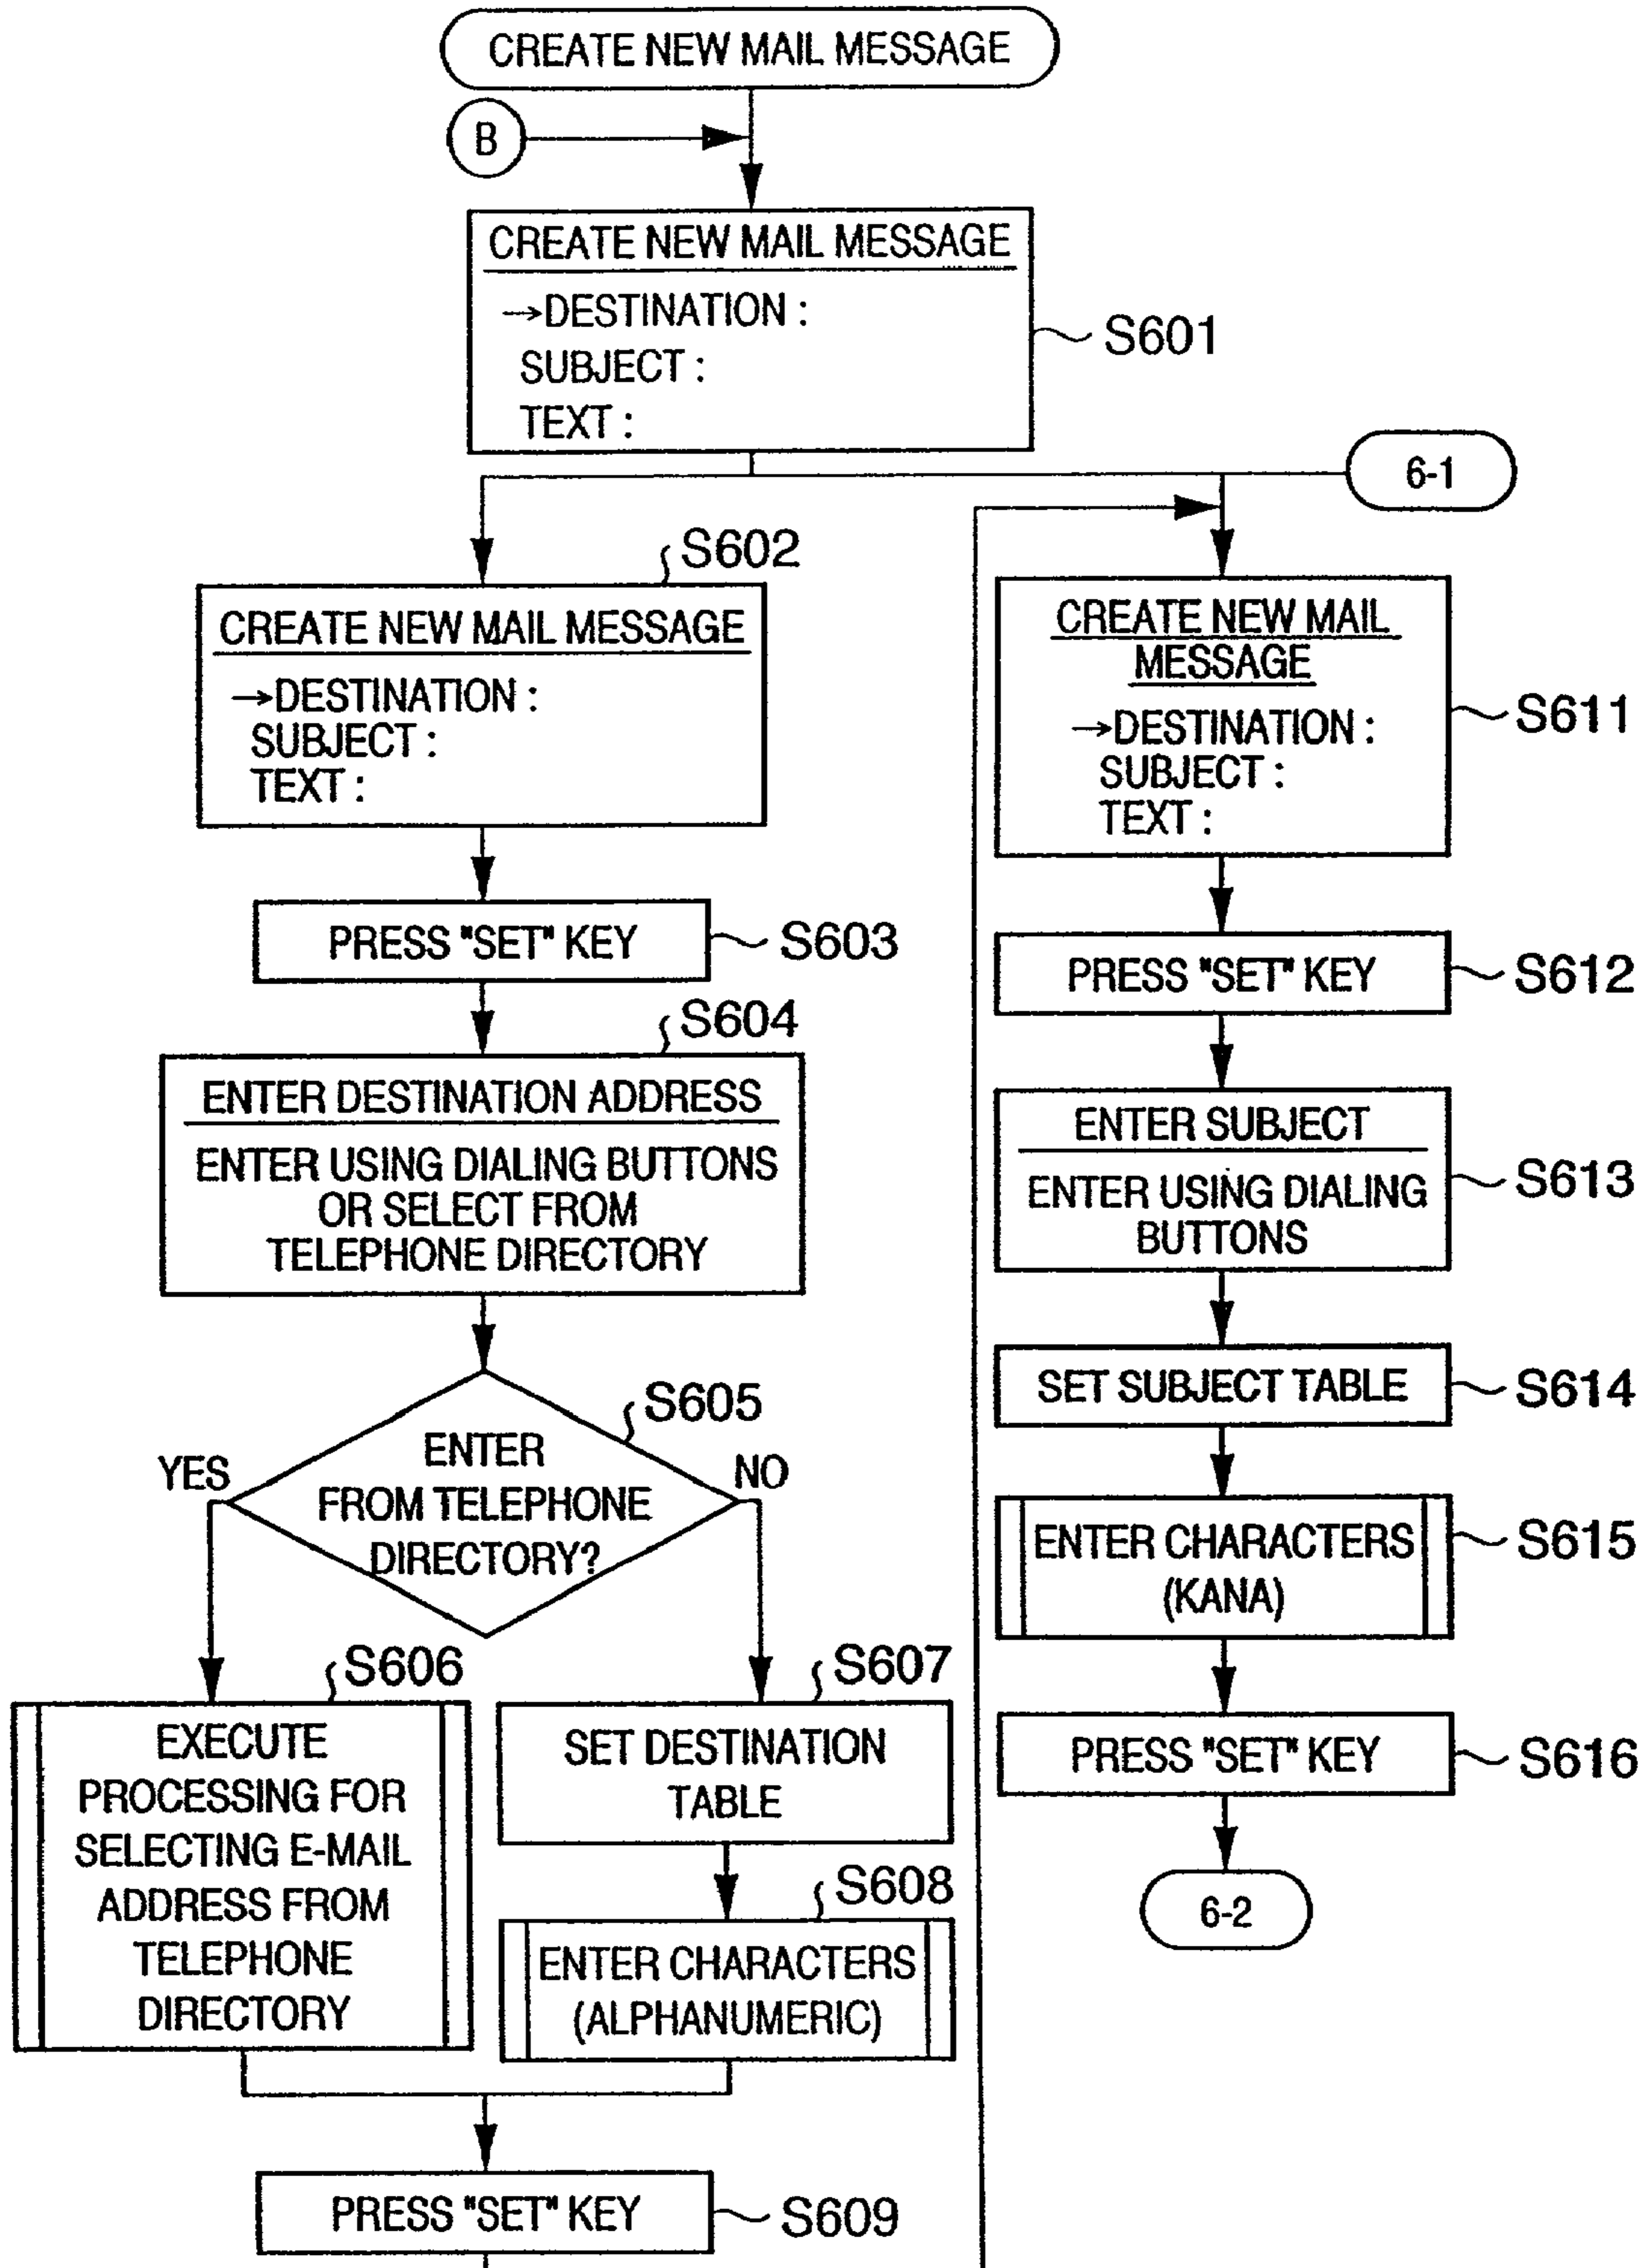 CREATE NEW MAIL MESSAGE
B
CREATE NEW MAIL MESSAGE
→DESTINATION :
SUBJECT :
TEXT :
S601
6-1
S602
CREATE NEW MAIL MESSAGE
→DESTINATION :
SUBJECT :
TEXT :
PRESS "SET" KEY
S603
S604
ENTER DESTINATION ADDRESS
ENTER USING DIALING BUTTONS
OR SELECT FROM
TELEPHONE DIRECTORY
S605
ENTER
FROM TELEPHONE
DIRECTORY?
YES
NO
S606
EXECUTE
PROCESSING FOR
SELECTING E-MAIL
ADDRESS FROM
TELEPHONE
DIRECTORY
S607
SET DESTINATION
TABLE
S608
ENTER CHARACTERS
(ALPHANUMERIC)
PRESS "SET" KEY
S609
CREATE NEW MAIL
MESSAGE
→DESTINATION :
SUBJECT :
TEXT :
S611
PRESS "SET" KEY
S612
ENTER SUBJECT
ENTER USING DIALING
BUTTONS
S613
SET SUBJECT TABLE
S614
ENTER CHARACTERS
(KANA)
S615
PRESS "SET" KEY
S616
6-2